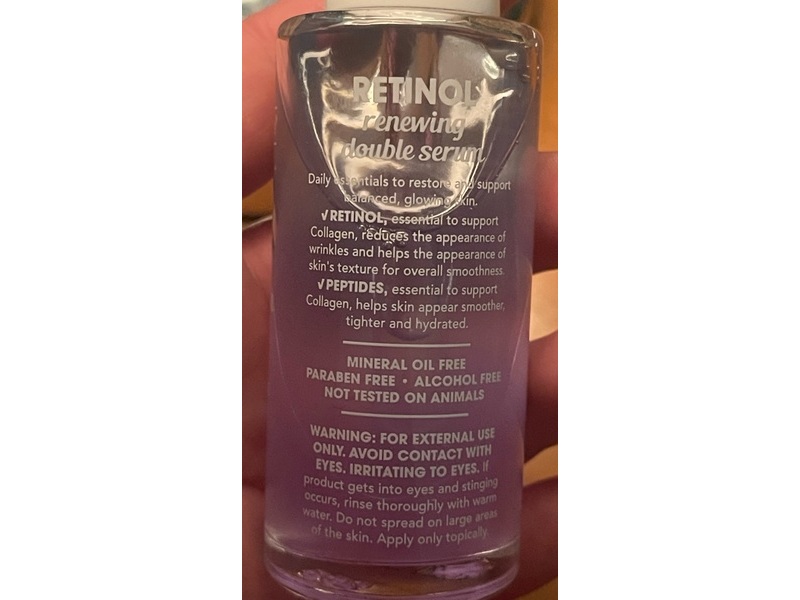 RETINOL
renewing
double serum
Daily essentials to restore and support
balanced, glowing skin.
√RETINOL, essential to support
Collagen, reduces the appearance of
wrinkles and helps the appearance of
skin's texture for overall smoothness.
√PEPTIDES, essential to support
Collagen, helps skin appear smoother,
tighter and hydrated.
MINERAL OIL FREE
PARABEN FREE • ALCOHOL FREE
NOT TESTED ON ANIMALS
WARNING: FOR EXTERNAL USE
ONLY. AVOID CONTACT WITH
EYES. IRRITATING TO EYES. If
product gets into eyes and stinging
occurs, rinse thoroughly with warm
water. Do not spread on large areas
of the skin. Apply only topically.